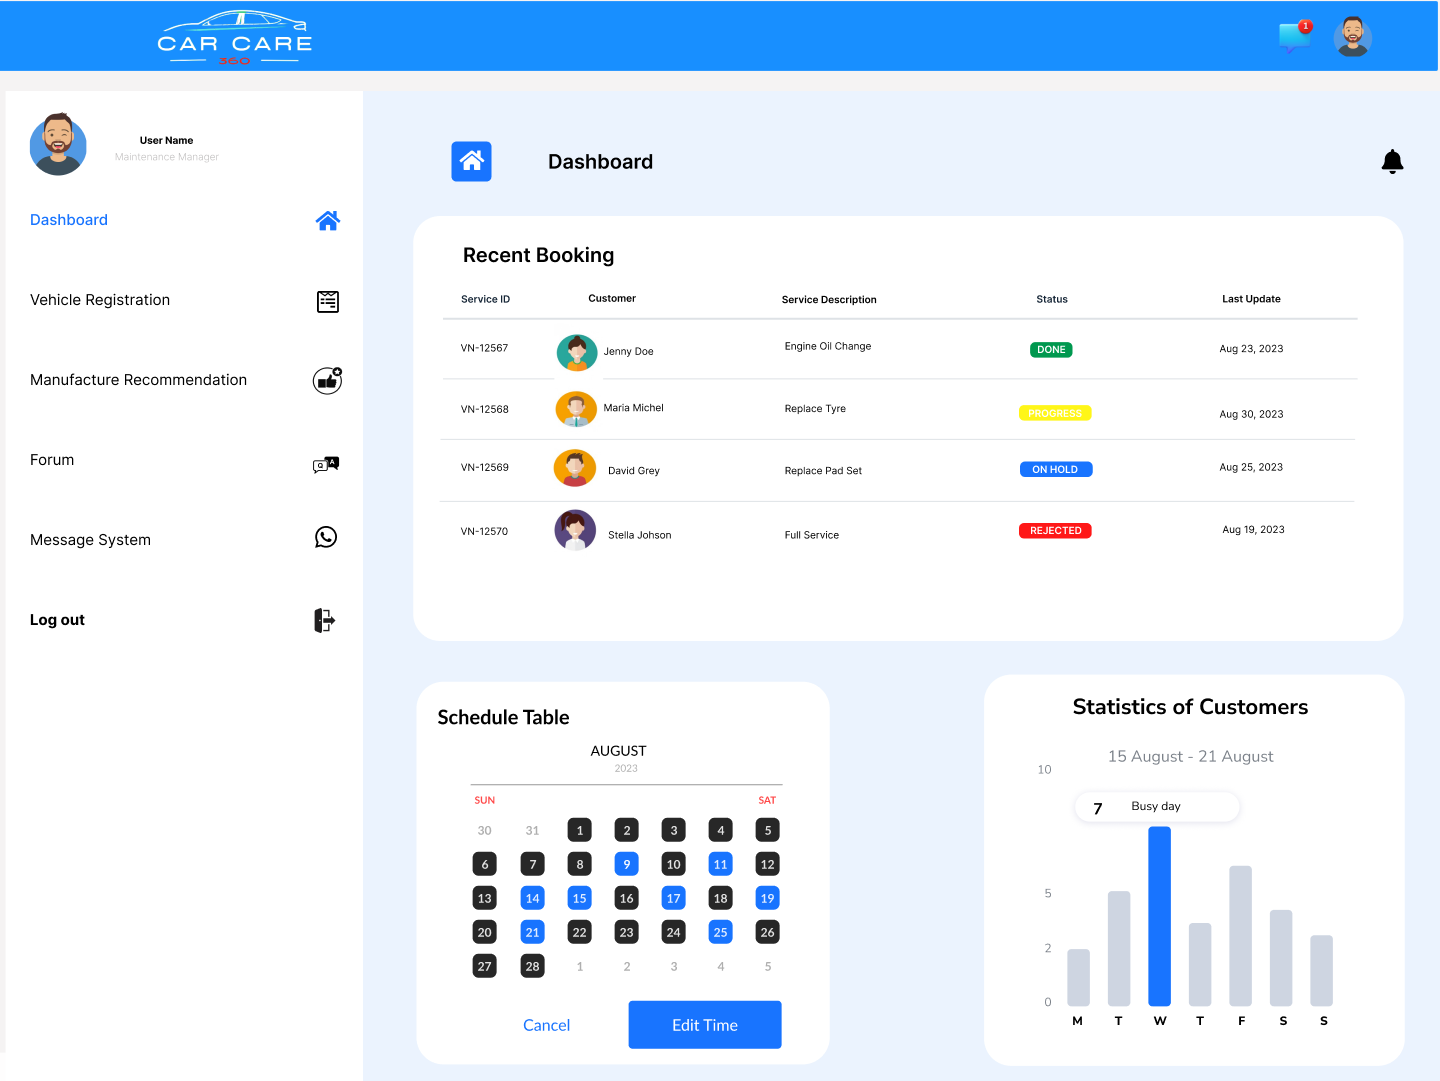 CAR CARE
360
1
User Name
Maintenance Manager
Dashboard
Vehicle Registration
Manufacture Recommendation
Forum
Q A
Message System
Log out
Dashboard
Recent Booking
Service ID Customer Service Description Status Last Update
VN-12567 Jenny Doe Engine Oil Change DONE Aug 23, 2023
VN-12568 Maria Michel Replace Tyre PROGRESS Aug 30, 2023
VN-12569 David Grey Replace Pad Set ON HOLD Aug 25, 2023
VN-12570 Stella Johson Full Service REJECTED Aug 19, 2023
Schedule Table
AUGUST
2023
SUN SAT
30 31 1 2 3 4 5
6 7 8 9 10 11 12
13 14 15 16 17 18 19
20 21 22 23 24 25 26
27 28 1 2 3 4 5
Cancel Edit Time
Statistics of Customers
15 August - 21 August
10
7 Busy day
5
2
0
M T W T F S S